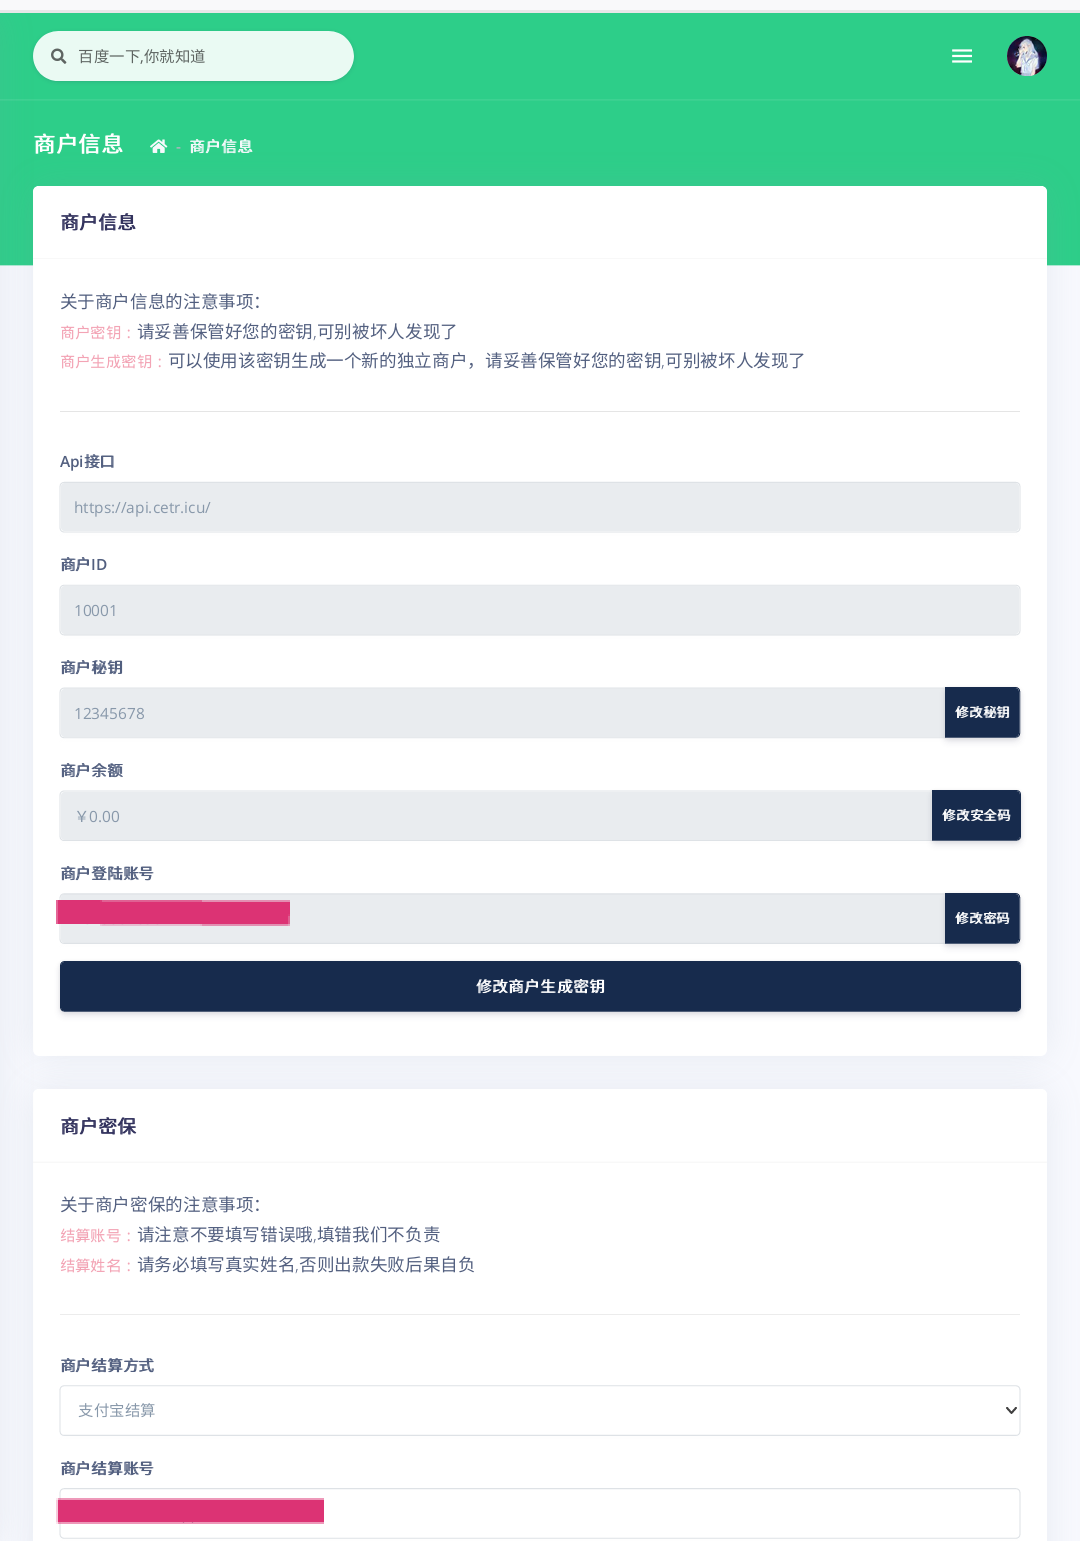 百度一下,你就知道
商户信息 - 商户信息
商户信息
关于商户信息的注意事项：
商户密钥：请妥善保管好您的密钥,可别被坏人发现了
商户生成密钥：可以使用该密钥生成一个新的独立商户，请妥善保管好您的密钥,可别被坏人发现了
Api接口
https://api.cetr.icu/
商户ID
10001
商户秘钥
12345678 修改秘钥
商户余额
￥0.00 修改安全码
商户登陆账号
修改密码
修改商户生成密钥
商户密保
关于商户密保的注意事项：
结算账号：请注意不要填写错误哦,填错我们不负责
结算姓名：请务必填写真实姓名,否则出款失败后果自负
商户结算方式
支付宝结算
商户结算账号